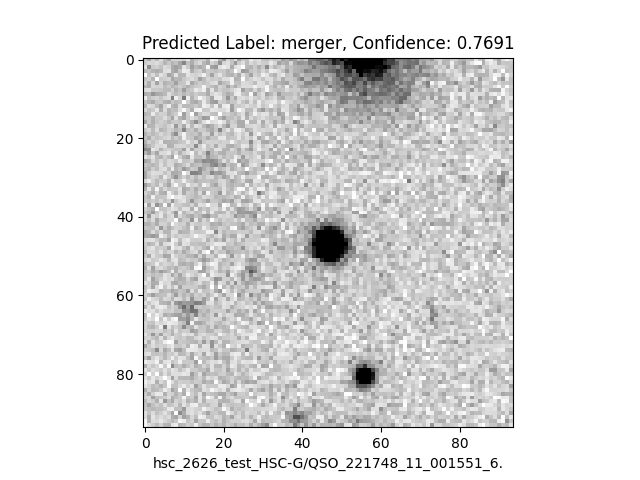 Predicted Label: merger, Confidence: 0.7691
0
20
40
60
80
0 20 40 60 80
hsc_2626_test_HSC-G/QSO_221748_11_001551_6.